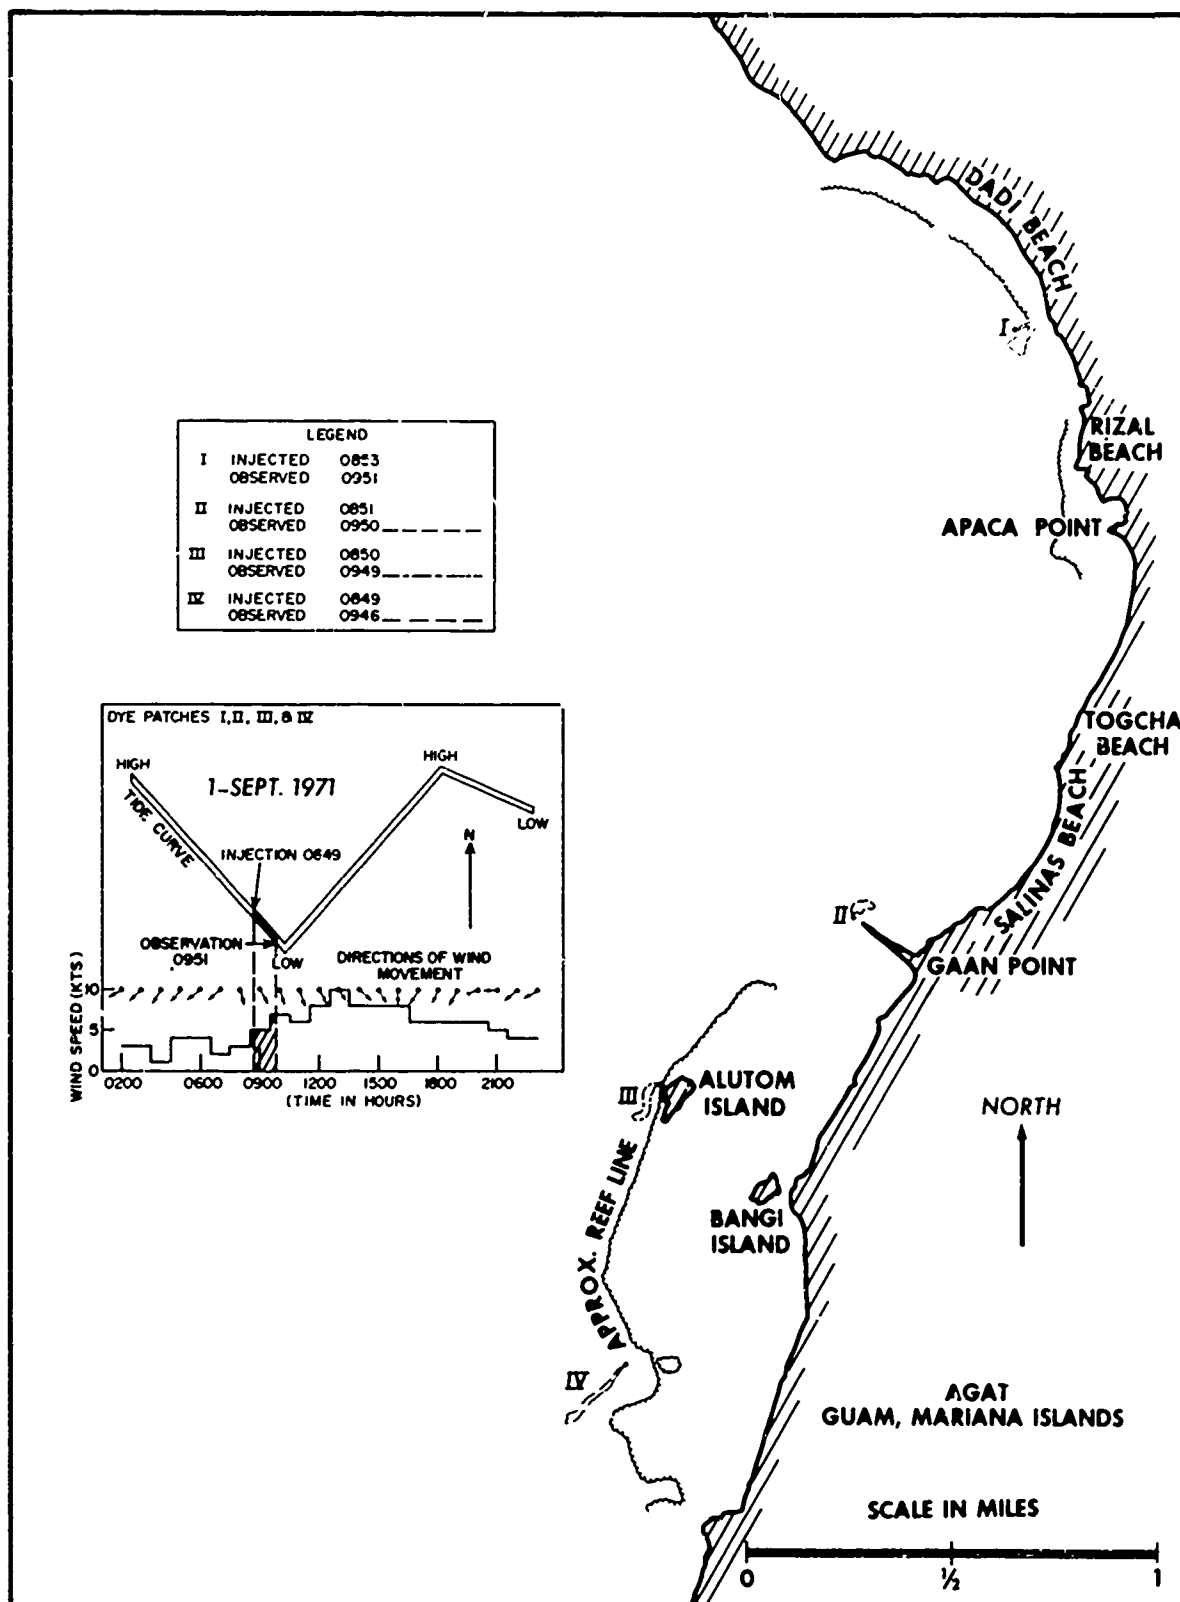 DADI BEACH
I
RIZAL
BEACH
APACA POINT
LEGEND
I INJECTED 0853
OBSERVED 0951
II INJECTED 0851
OBSERVED 0950
III INJECTED 0850
OBSERVED 0949
IV INJECTED 0849
OBSERVED 0946
TOGCHA
BEACH
SALINAS BEACH
DYE PATCHES I, II, III, & IV
HIGH
HIGH
1-SEPT. 1971
TIDE CURVE
LOW
N
INJECTION 0849
OBSERVATION
0951
LOW
DIRECTIONS OF WIND
MOVEMENT
WIND SPEED (KTS)
10
5
0
0200 0600 0900 1200 1500 1800 2100
(TIME IN HOURS)
II
GAAN POINT
III
ALUTOM
ISLAND
NORTH
APPROX. REEF LINE
BANGI
ISLAND
IV
AGAT
GUAM, MARIANA ISLANDS
SCALE IN MILES
0 ½ 1